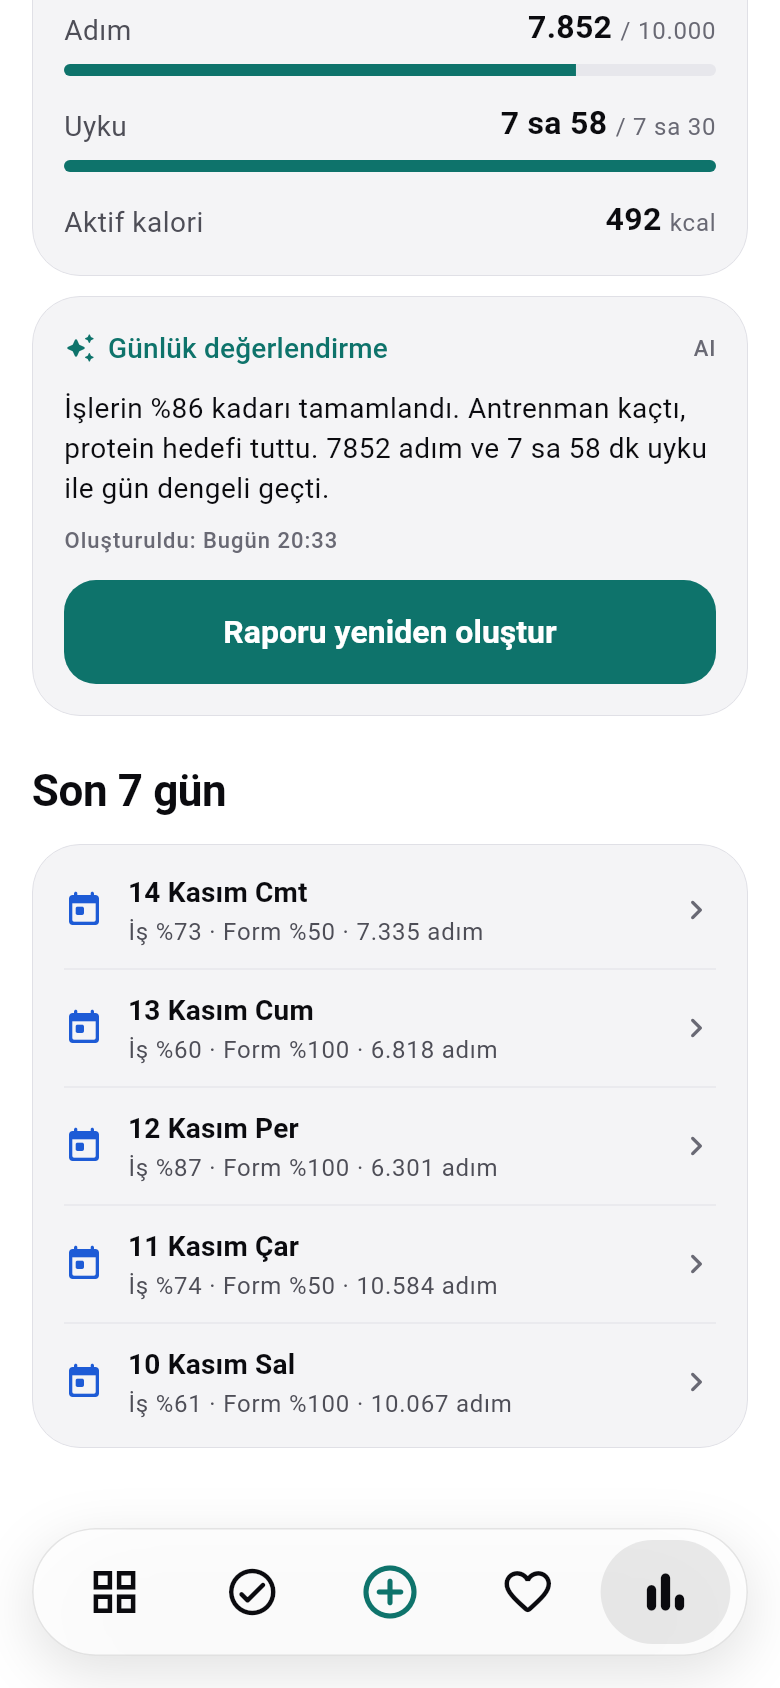 Adım 7.852 / 10.000
Uyku 7 sa 58 / 7 sa 30
Aktif kalori 492 kcal
Günlük değerlendirme AI
İşlerin %86 kadarı tamamlandı. Antrenman kaçtı,
protein hedefi tuttu. 7852 adım ve 7 sa 58 dk uyku
ile gün dengeli geçti.
Oluşturuldu: Bugün 20:33
Raporu yeniden oluştur
Son 7 gün
14 Kasım Cmt
İş %73 · Form %50 · 7.335 adım
13 Kasım Cum
İş %60 · Form %100 · 6.818 adım
12 Kasım Per
İş %87 · Form %100 · 6.301 adım
11 Kasım Çar
İş %74 · Form %50 · 10.584 adım
10 Kasım Sal
İş %61 · Form %100 · 10.067 adım